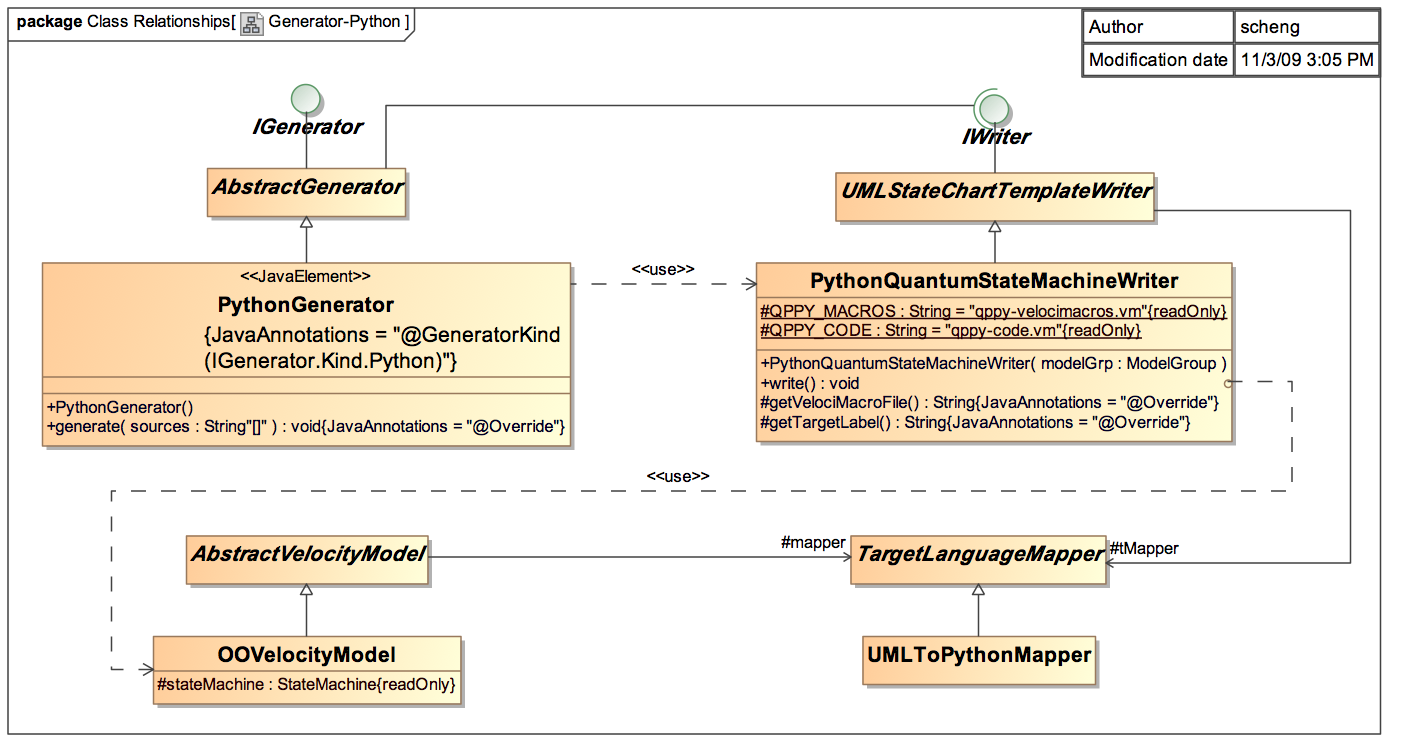 package Class Relationships[ Generator-Python ]
Author scheng
Modification date 11/3/09 3:05 PM
IGenerator
IWriter
AbstractGenerator
UMLStateChartTemplateWriter
<<JavaElement>>
PythonGenerator
{JavaAnnotations = "@GeneratorKind
(IGenerator.Kind.Python)"}
+PythonGenerator()
+generate( sources : String"[]" ) : void{JavaAnnotations = "@Override"}
<<use>>
PythonQuantumStateMachineWriter
#QPPY_MACROS : String = "qppy-velocimacros.vm"{readOnly}
#QPPY_CODE : String = "qppy-code.vm"{readOnly}
+PythonQuantumStateMachineWriter( modelGrp : ModelGroup )
+write() : void
#getVelociMacroFile() : String{JavaAnnotations = "@Override"}
#getTargetLabel() : String{JavaAnnotations = "@Override"}
<<use>>
AbstractVelocityModel
#mapper
TargetLanguageMapper
#tMapper
OOVelocityModel
#stateMachine : StateMachine{readOnly}
UMLToPythonMapper